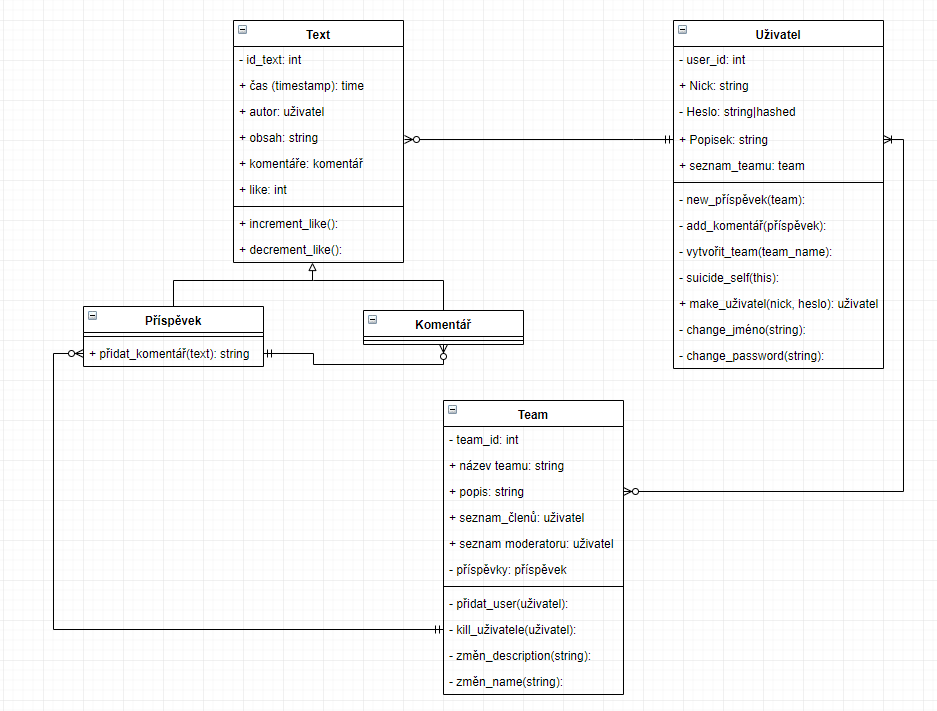 Text
- id_text: int
+ čas (timestamp): time
+ autor: uživatel
+ obsah: string
+ komentáře: komentář
+ like: int
+ increment_like():
+ decrement_like():
Uživatel
- user_id: int
+ Nick: string
- Heslo: string|hashed
+ Popisek: string
+ seznam_teamu: team
- new_příspěvek(team):
- add_komentář(příspěvek):
- vytvořit_team(team_name):
- suicide_self(this):
+ make_uživatel(nick, heslo): uživatel
- change_jméno(string):
- change_password(string):
Příspěvek
+ přidat_komentář(text): string
Komentář
Team
- team_id: int
+ název teamu: string
+ popis: string
+ seznam_členů: uživatel
+ seznam moderatoru: uživatel
- příspěvky: příspěvek
- přidat_user(uživatel):
- kill_uživatele(uživatel):
- změn_description(string):
- změn_name(string):